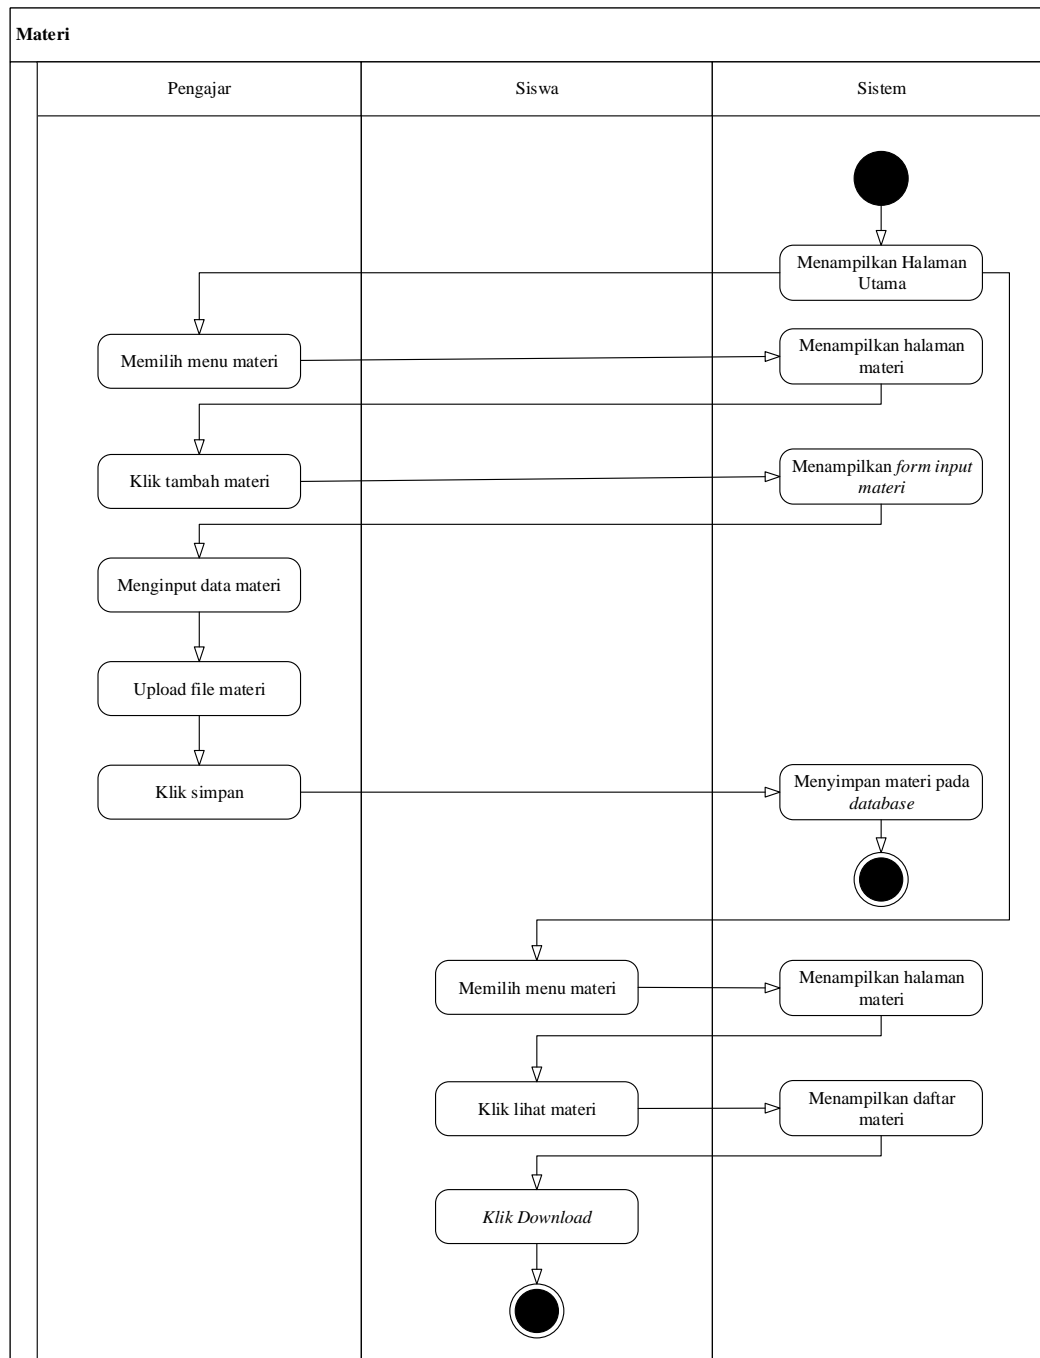 Materi
Pengajar
Siswa
Sistem
Menampilkan Halaman
Utama
Memilih menu materi
Menampilkan halaman
materi
Klik tambah materi
Menampilkan form input
materi
Menginput data materi
Upload file materi
Klik simpan
Menyimpan materi pada
database
Memilih menu materi
Menampilkan halaman
materi
Klik lihat materi
Menampilkan daftar
materi
Klik Download